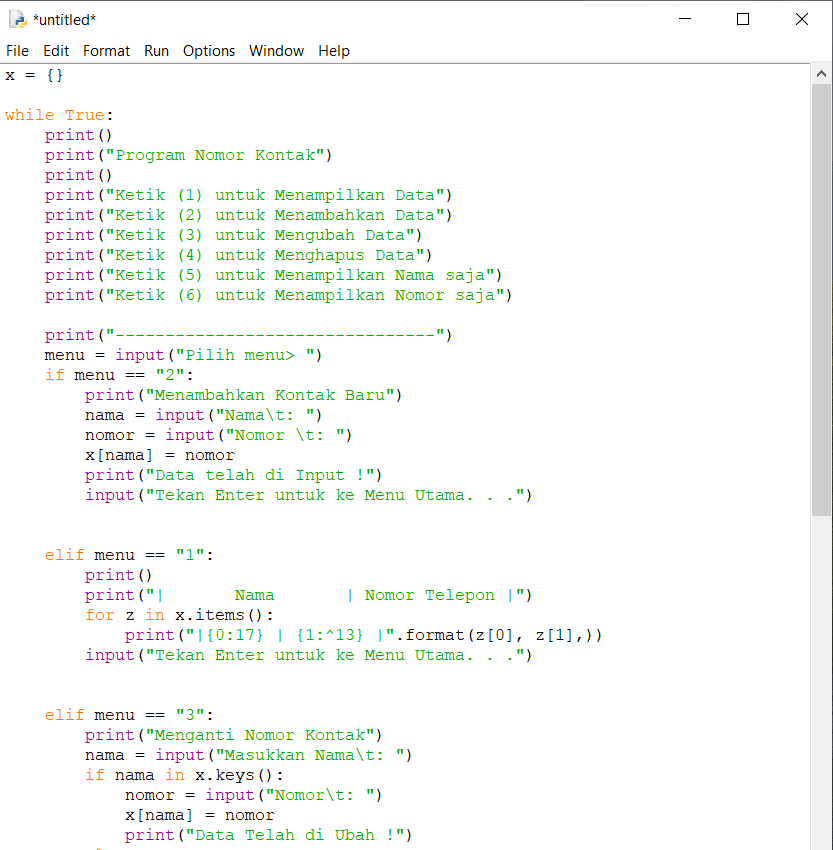 *untitled*
File Edit Format Run Options Window Help
x = {}

while True:
    print()
    print("Program Nomor Kontak")
    print()
    print("Ketik (1) untuk Menampilkan Data")
    print("Ketik (2) untuk Menambahkan Data")
    print("Ketik (3) untuk Mengubah Data")
    print("Ketik (4) untuk Menghapus Data")
    print("Ketik (5) untuk Menampilkan Nama saja")
    print("Ketik (6) untuk Menampilkan Nomor saja")

    print("--------------------------------")
    menu = input("Pilih menu> ")
    if menu == "2":
        print("Menambahkan Kontak Baru")
        nama = input("Nama\t: ")
        nomor = input("Nomor \t: ")
        x[nama] = nomor
        print("Data telah di Input !")
        input("Tekan Enter untuk ke Menu Utama. . .")


    elif menu == "1":
        print()
        print("|       Nama       | Nomor Telepon |")
        for z in x.items():
            print("|{0:17} | {1:^13} |".format(z[0], z[1],))
        input("Tekan Enter untuk ke Menu Utama. . .")


    elif menu == "3":
        print("Menganti Nomor Kontak")
        nama = input("Masukkan Nama\t: ")
        if nama in x.keys():
            nomor = input("Nomor\t: ")
            x[nama] = nomor
            print("Data Telah di Ubah !")